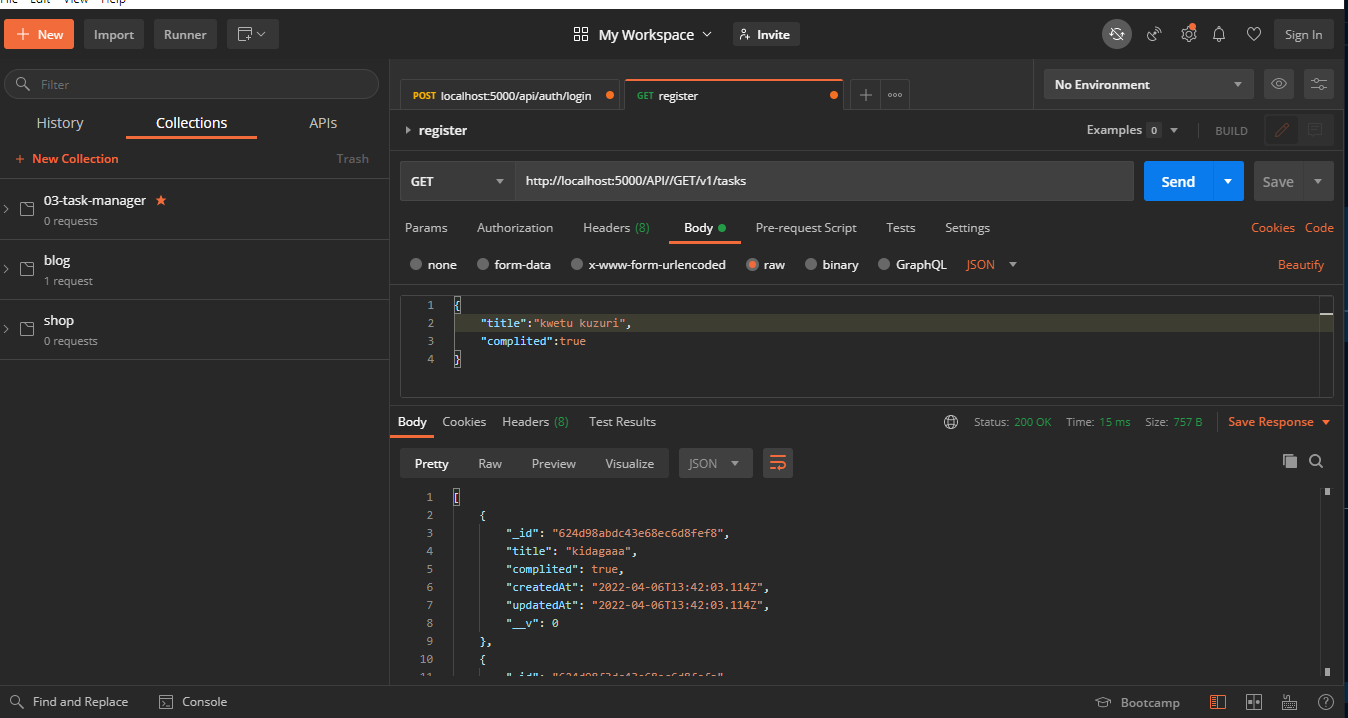 File Edit View Help
+ New Import Runner My Workspace Invite Sign In
Filter
History Collections APIs
+ New Collection Trash
03-task-manager
0 requests
blog
1 request
shop
0 requests
POST localhost:5000/api/auth/login GET register + ooo No Environment
register Examples 0 BUILD
GET http://localhost:5000/API//GET/v1/tasks Send Save
Params Authorization Headers (8) Body Pre-request Script Tests Settings Cookies Code
none form-data x-www-form-urlencoded raw binary GraphQL JSON Beautify
1 {
2 "title":"kwetu kuzuri",
3 "complited":true
4 }
Body Cookies Headers (8) Test Results Status: 200 OK Time: 15 ms Size: 757 B Save Response
Pretty Raw Preview Visualize JSON
1 [
2 {
3 "_id": "624d98abdc43e68ec6d8fef8",
4 "title": "kidagaaa",
5 "complited": true,
6 "createdAt": "2022-04-06T13:42:03.114Z",
7 "updatedAt": "2022-04-06T13:42:03.114Z",
8 "__v": 0
9 },
10 {
11 "_id":
Find and Replace Console Bootcamp